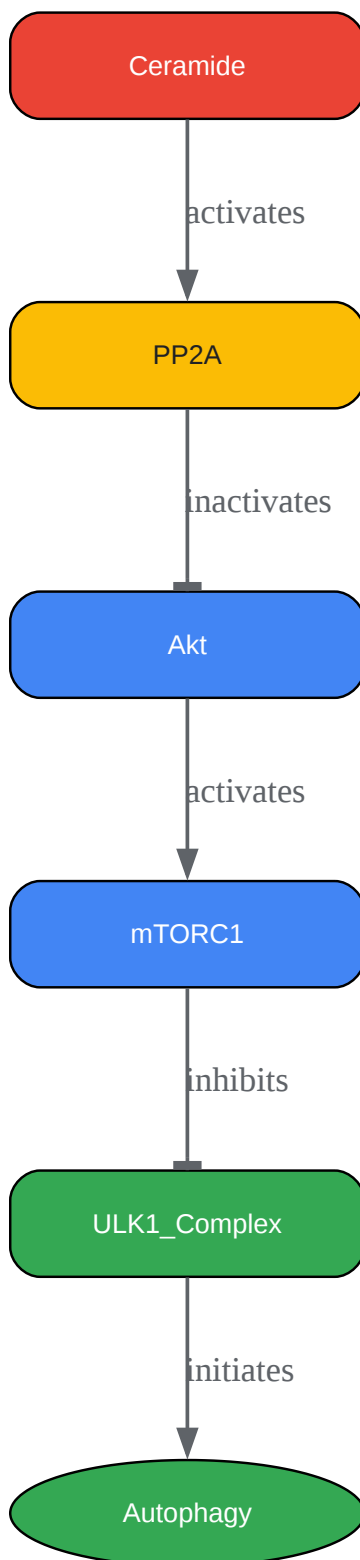 Ceramide
activates
PP2A
inactivates
Akt
activates
mTORC1
inhibits
ULK1_Complex
initiates
Autophagy